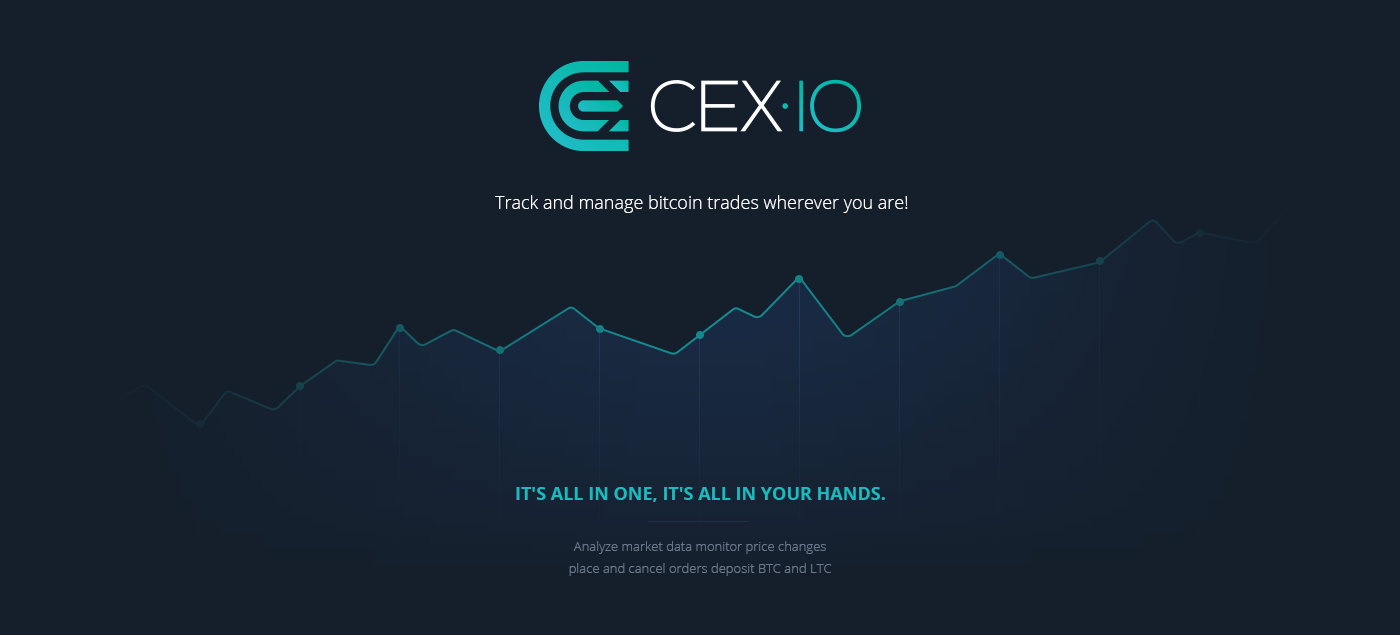 CEX·IO
Track and manage bitcoin trades wherever you are!
IT'S ALL IN ONE, IT'S ALL IN YOUR HANDS.
Analyze market data monitor price changes
place and cancel orders deposit BTC and LTC